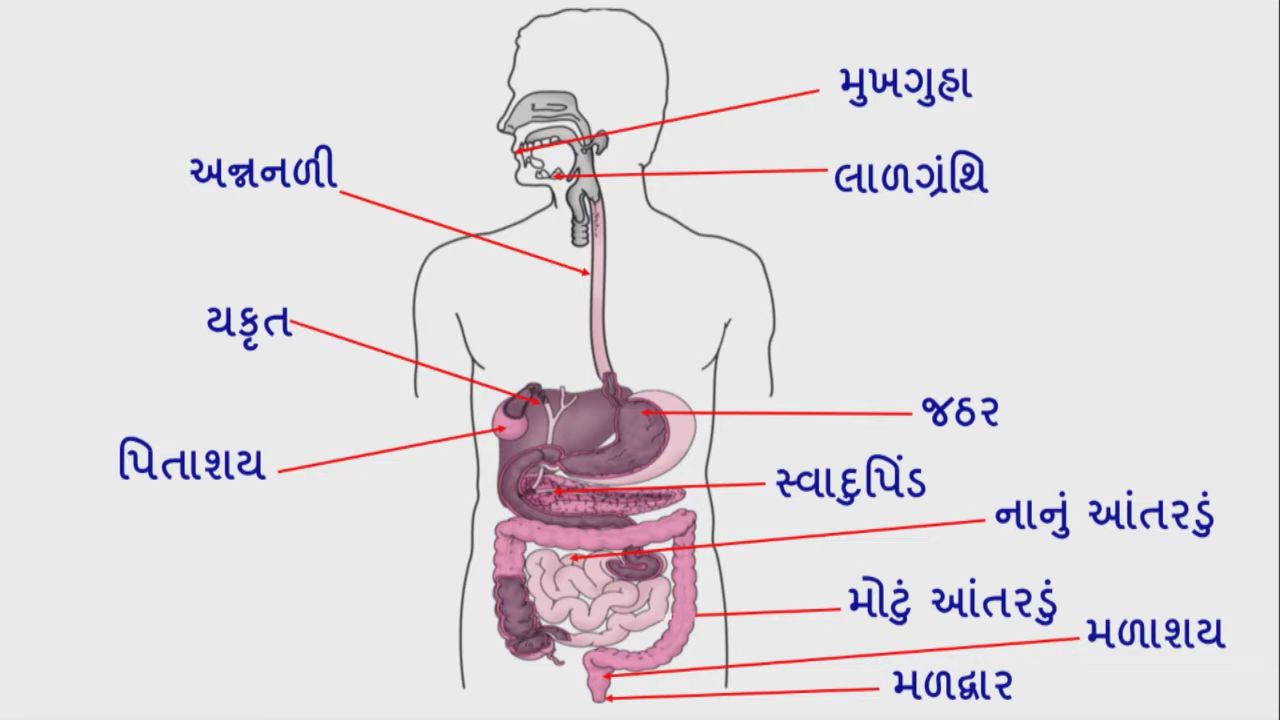 મુખગુહા
અન્નનળી
લાળગ્રંથિ
યકૃત
જઠર
પિતાશય
સ્વાદુપિંડ
નાનું આંતરડું
મોટું આંતરડું
મળાશય
મળદ્વાર